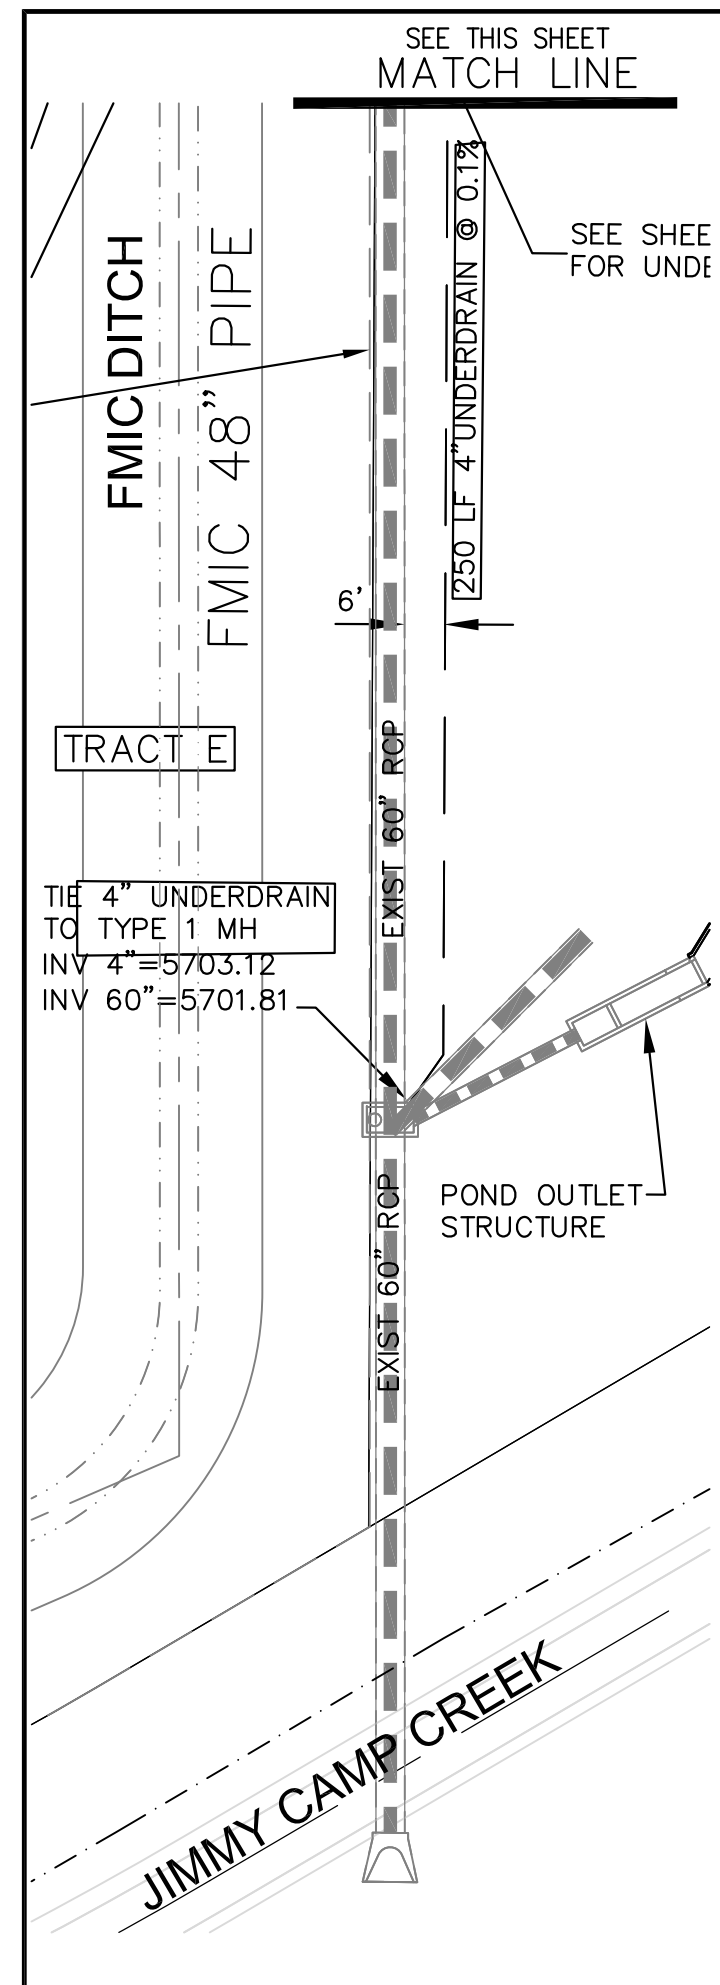 SEE THIS SHEET
MATCH LINE
250 LF 4" UNDERDRAIN @ 0.1%
SEE SHEE
FOR UNDE
FMIC DITCH
FMIC 48" PIPE
6'
TRACT E
EXIST 60" RCP
TIE 4" UNDERDRAIN
TO TYPE 1 MH
INV 4"=5703.12
INV 60"=5701.81
POND OUTLET
STRUCTURE
EXIST 60" RCP
JIMMY CAMP CREEK